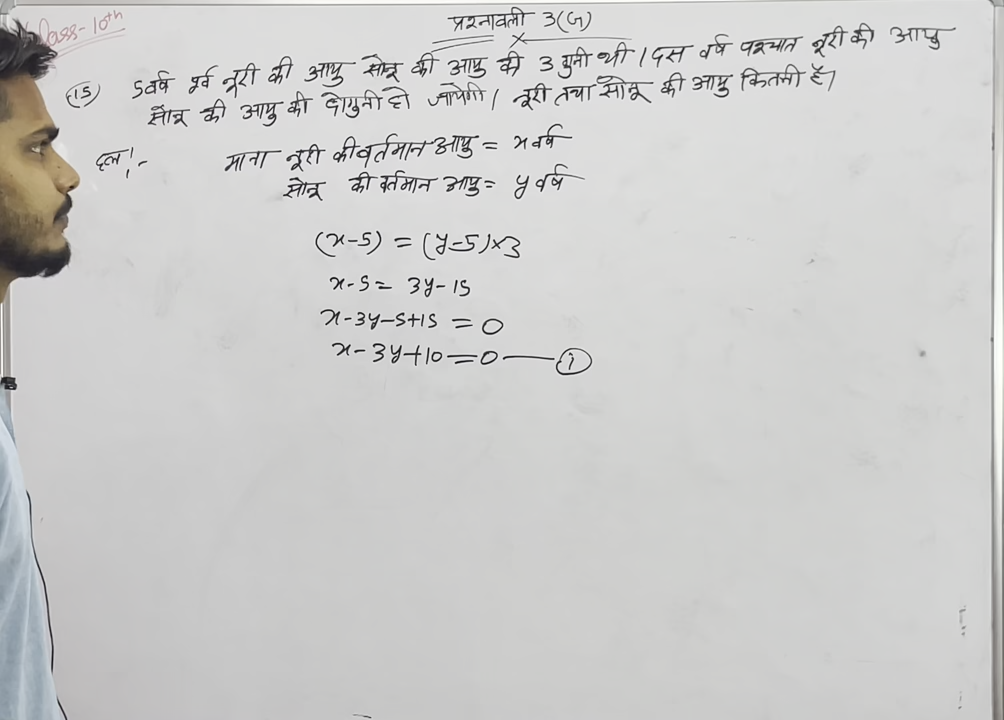 Class-10th
प्रश्नावली 3(G)
(15) 5 वर्ष पूर्व नूरी की आयु सोनू की आयु की 3 गुनी थी। दस वर्ष पश्चात नूरी की आयु
सोनू की आयु की दोगुनी हो जायेगी। नूरी तथा सोनू की आयु कितनी है।
हल:- माना नूरी की वर्तमान आयु = x वर्ष
सोनू की वर्तमान आयु = y वर्ष
(x-5) = (y-5)×3
x-5 = 3y-15
x-3y-5+15 = 0
x-3y+10 = 0 — (i)